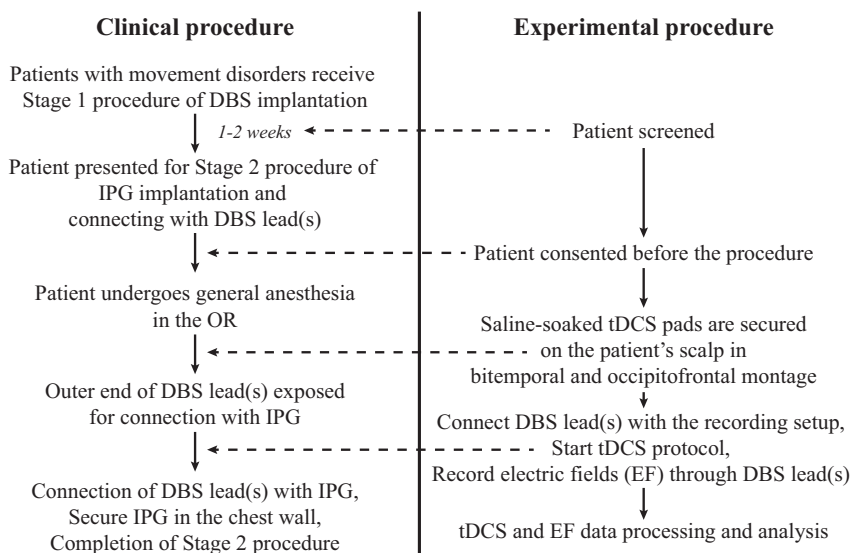 Clinical procedure
Patients with movement disorders receive
Stage 1 procedure of DBS implantation
1-2 weeks
Patient presented for Stage 2 procedure of
IPG implantation and
connecting with DBS lead(s)
Patient undergoes general anesthesia
in the OR
Outer end of DBS lead(s) exposed
for connection with IPG
Connection of DBS lead(s) with IPG,
Secure IPG in the chest wall,
Completion of Stage 2 procedure
Experimental procedure
Patient screened
Patient consented before the procedure
Saline-soaked tDCS pads are secured
on the patient’s scalp in
bitemporal and occipitofrontal montage
Connect DBS lead(s) with the recording setup,
Start tDCS protocol,
Record electric fields (EF) through DBS lead(s)
tDCS and EF data processing and analysis